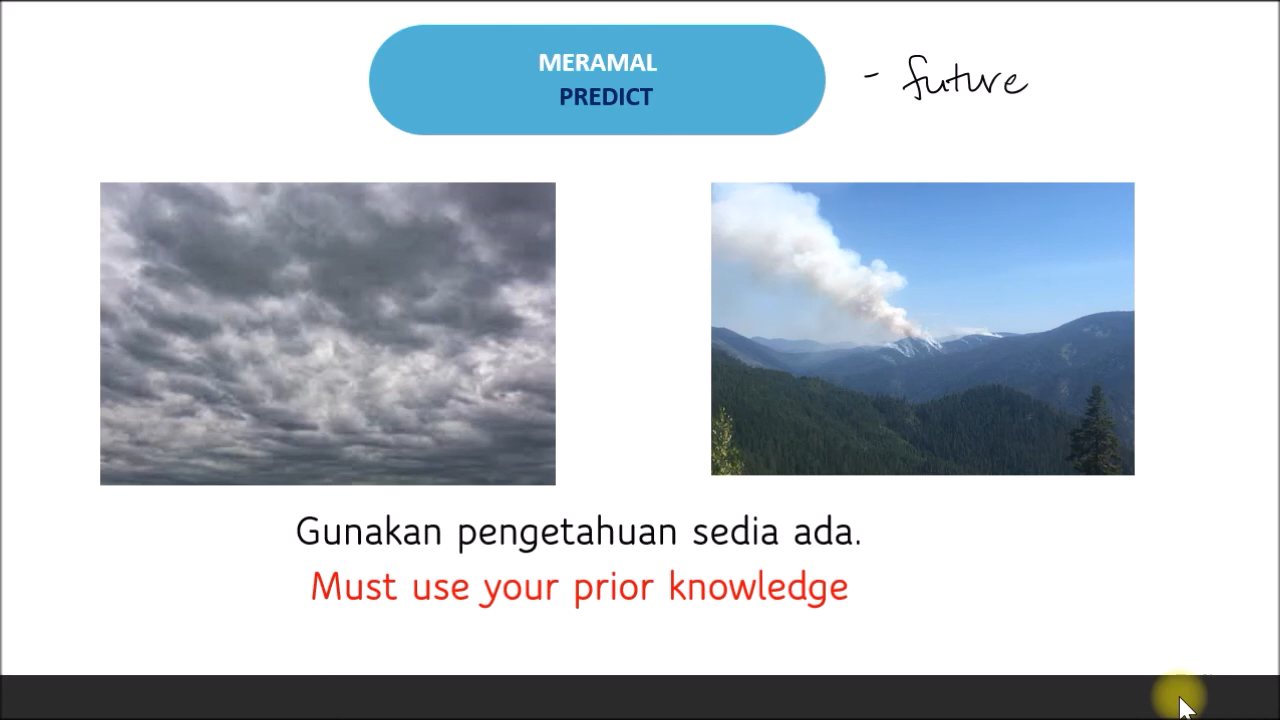 MERAMAL
PREDICT
- future
Gunakan pengetahuan sedia ada.
Must use your prior knowledge